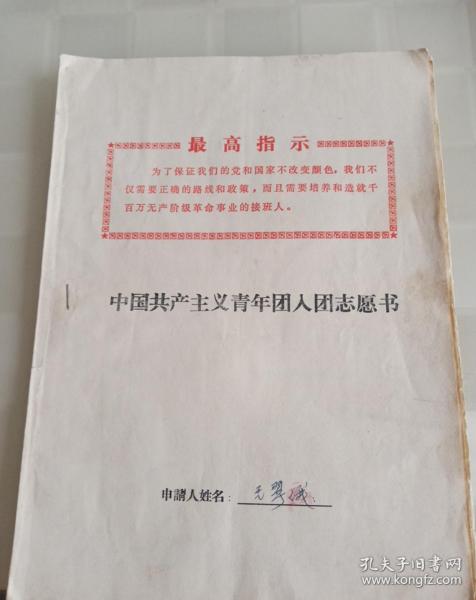 最高指示
为了保证我们的党和国家不改变颜色，我们不
仅需要正确的路线和政策，而且需要培养和造就千
百万无产阶级革命事业的接班人。
中国共产主义青年团入团志愿书
申請人姓名：
孔夫子旧书网
kongfz.com